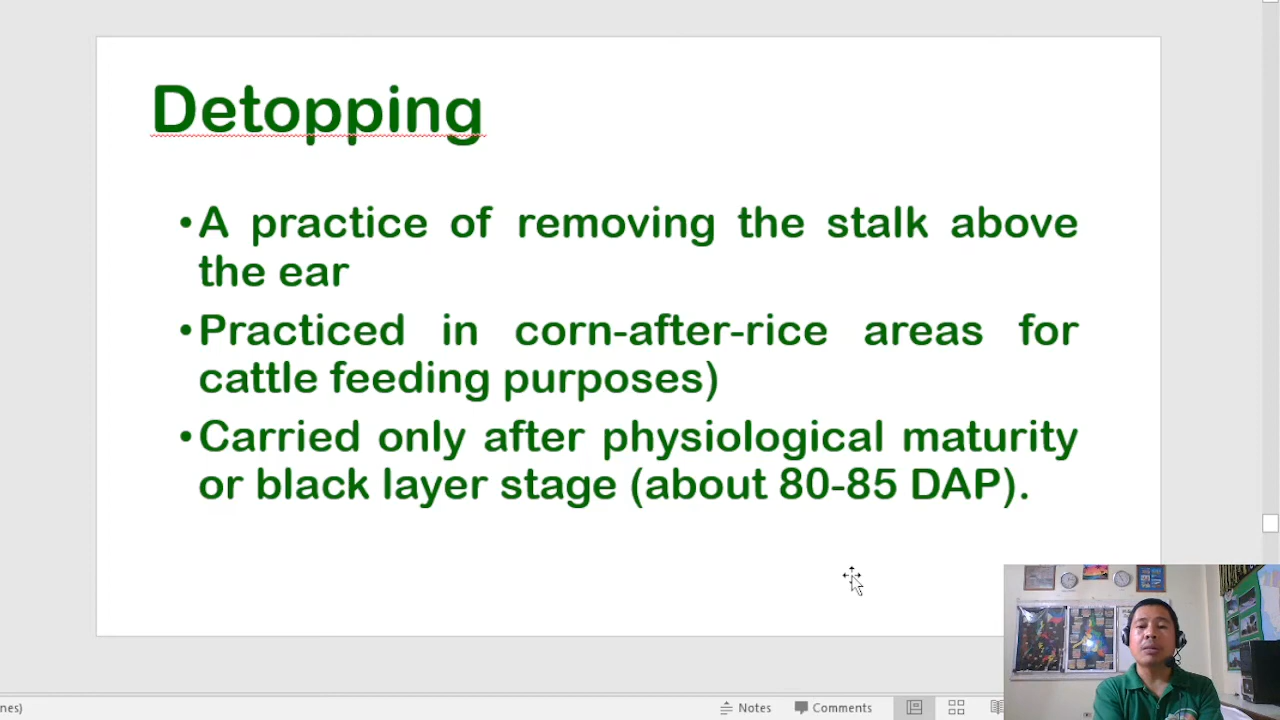 Detopping
•A practice of removing the stalk above
the ear
•Practiced in corn-after-rice areas for
cattle feeding purposes)
•Carried only after physiological maturity
or black layer stage (about 80-85 DAP).
nes)
Notes
Comments